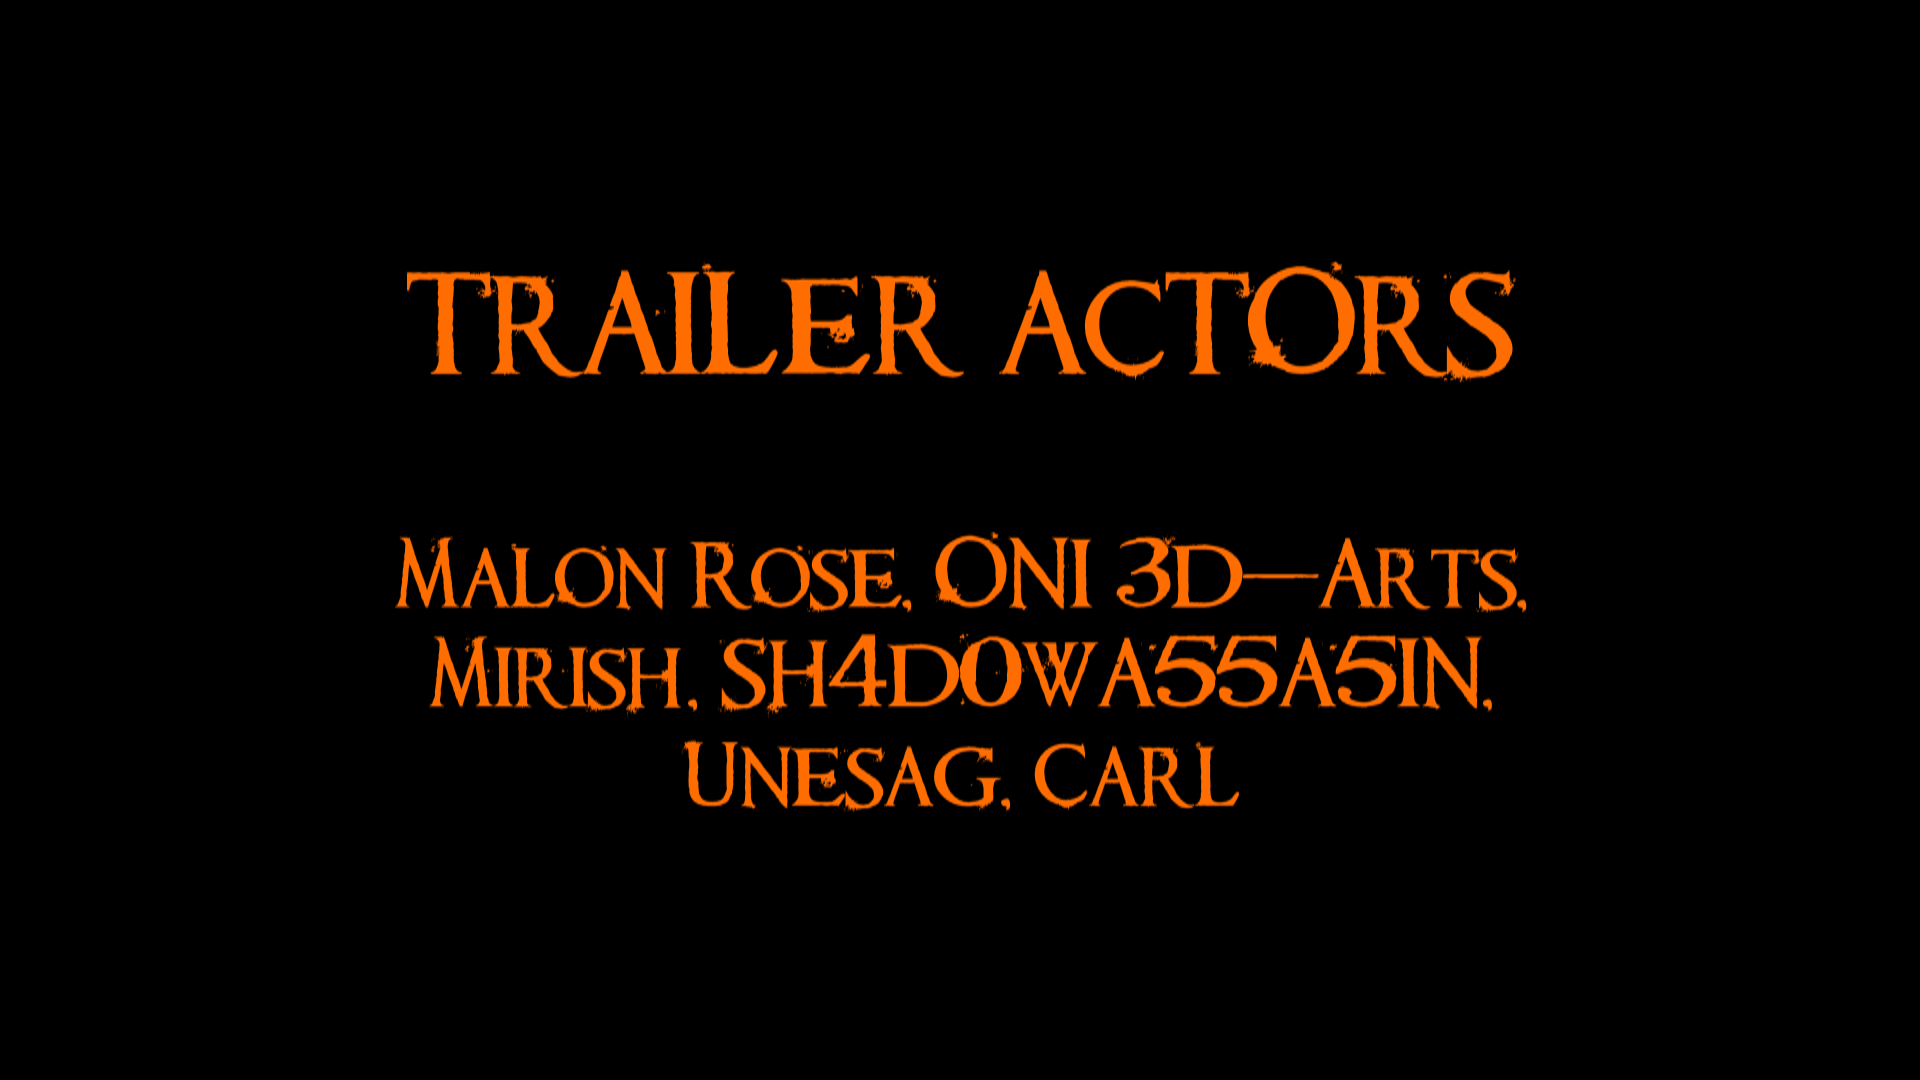 Trailer Actors
Malon Rose, ONI 3D-Arts,
Mirish, SH4D0WA55A5IN,
Unesag, Carl